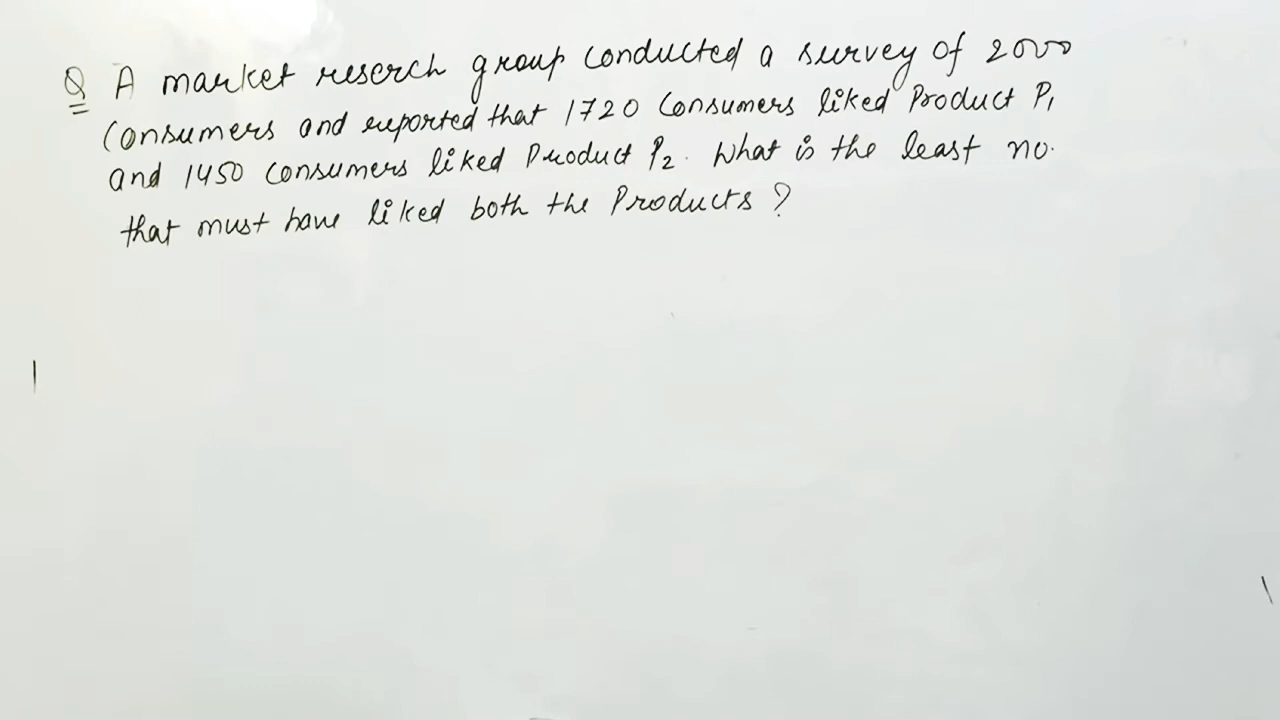 Q A market reserch group conducted a survey of 2000
Consumers and reported that 1720 Consumers liked Product P₁
and 1450 consumers liked Product P₂. What is the least no.
that must have liked both the Products ?